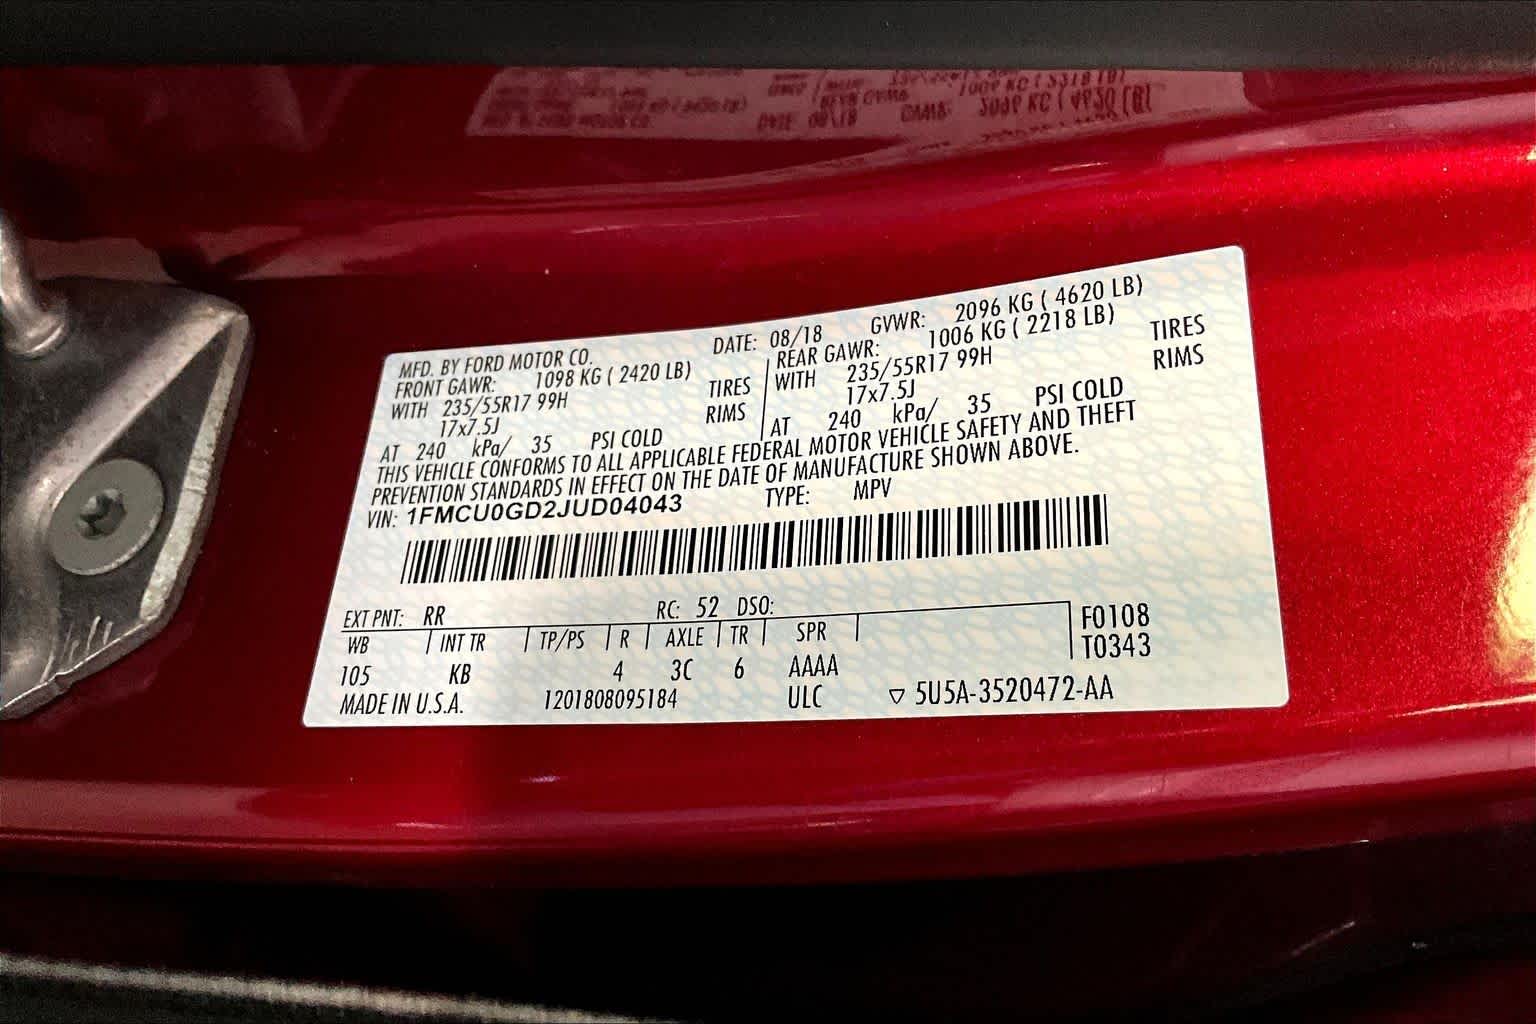 MFD. BY FORD MOTOR CO. DATE: 08/18 GVWR: 2096 KG ( 4620 LB)
FRONT GAWR: 1098 KG ( 2420 LB) REAR GAWR: 1006 KG ( 2218 LB)
WITH 235/55R17 99H TIRES WITH 235/55R17 99H TIRES
17x7.5J RIMS 17x7.5J RIMS
AT 240 kPa/ 35 PSI COLD AT 240 kPa/ 35 PSI COLD
THIS VEHICLE CONFORMS TO ALL APPLICABLE FEDERAL MOTOR VEHICLE SAFETY AND THEFT
PREVENTION STANDARDS IN EFFECT ON THE DATE OF MANUFACTURE SHOWN ABOVE.
VIN: 1FMCU0GD2JUD04043 TYPE: MPV
EXT PNT: RR RC: 52 DSO:
WB INT TR TP/PS R AXLE TR SPR F0108
105 KB 4 3C 6 AAAA T0343
MADE IN U.S.A. 1201808095184 ULC ▽ 5U5A-3520472-AA